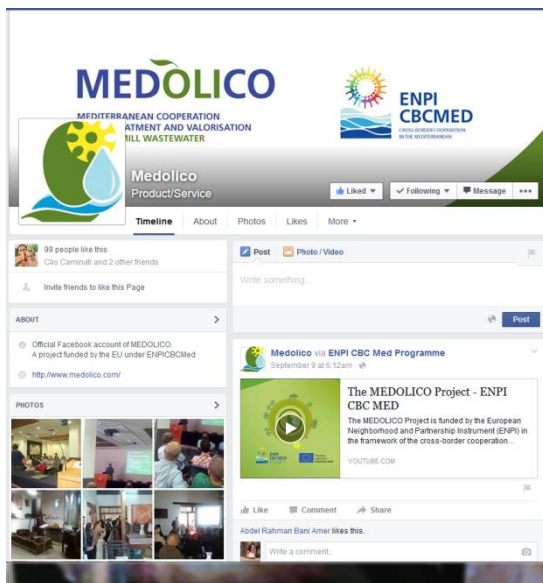 MEDOLICO
MEDITERRANEAN COOPERATION
ATMENT AND VALORISATION
MILL WASTEWATER
ENPI
CBCMED
CROSS-BORDER COOPERATION
IN THE MEDITERRANEAN
Medolico
Product/Service
Liked
Following
Message
Timeline
About
Photos
Likes
More
99 people like this
Clio Caminati and 2 other friends
Invite friends to like this Page
ABOUT
Official Facebook account of MEDOLICO.
A project funded by the EU under ENPICBCMed
http://www.medolico.com/
PHOTOS
Post
Photo / Video
Write something...
Post
Medolico via ENPI CBC Med Programme
September 9 at 6:12am
The MEDOLICO Project - ENPI
CBC MED
The MEDOLICO Project is funded by the European
Neighborhood and Partnership Instrument (ENPI) in
the framework of the cross-border cooperation...
YOUTUBE.COM
Like
Comment
Share
Abdel Rahman Bani Amer likes this.
Write a comment...